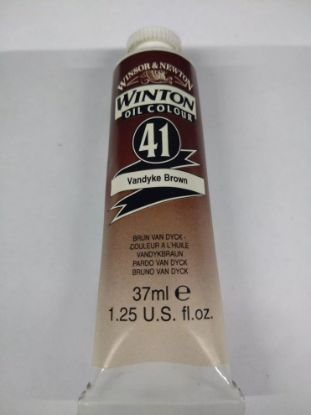 WINSOR & NEWTON
WINTON
OIL COLOUR
41
Vandyke Brown
BRUN VAN DYCK -
COULEUR A L'HUILE
VANDYKBRAUN
PARDO VAN DYCK
BRUNO VAN DYCK
37ml e
1.25 U.S. fl.oz.